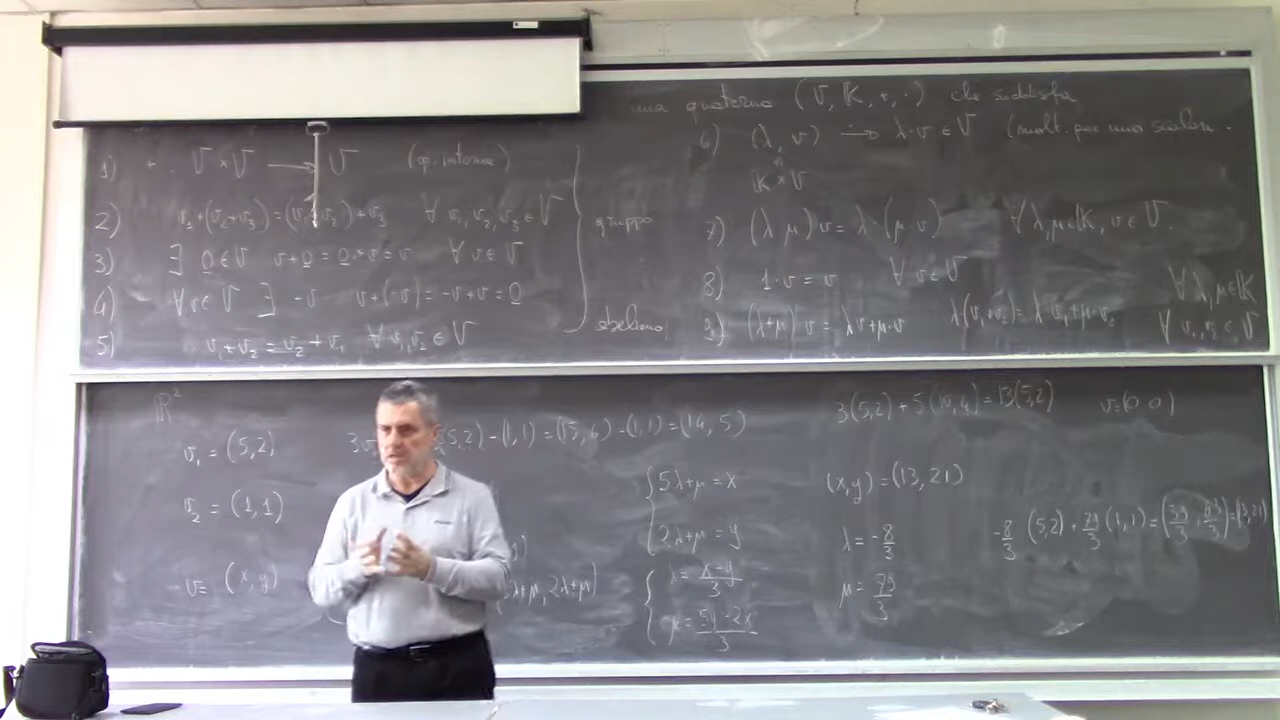 una quaterna (V, K, +, ·) che soddisfa
1) + : V × V → V (op. interna)
2) v₁+(v₂+v₃)=(v₁+v₂)+v₃ ∀ v₁,v₂,v₃ ∈ V
3) ∃ 0 ∈ V v+0=0+v=v ∀ v ∈ V
4) ∀ v ∈ V ∃ -v v+(-v)=-v+v=0
5) v₁+v₂=v₂+v₁ ∀ v₁,v₂ ∈ V
gruppo
abeliano
6) (λ, v) → λ·v ∈ V (molt. per uno scalare.
K × V
7) (λ μ) v = λ (μ v) ∀ λ,μ ∈ K, v ∈ V.
8) 1·v = v ∀ v ∈ V
9) (λ+μ) v = λv+μ·v λ(v₁+v₂)=λ v₁+μ·v₂ ∀ λ,μ ∈ K
∀ v₁,v₂ ∈ V
R²
v₁ = (5,2)
v₂ = (1,1)
v = (x,y)
(5,2)-(1,1)=(15,6)-(1,1)=(14,5)
λ+μ, 2λ+μ)
5λ+μ = x
2λ+μ = y
λ = x-y/3
μ = 5y-2x/3
3(5,2)+5(10,4)=13(5,2) v=(0 0)
(x,y)=(13,21)
λ = -8/3
μ = 79/3
-8/3 (5,2)+79/3 (1,1)=(39/3, 63/3)=(13,21)